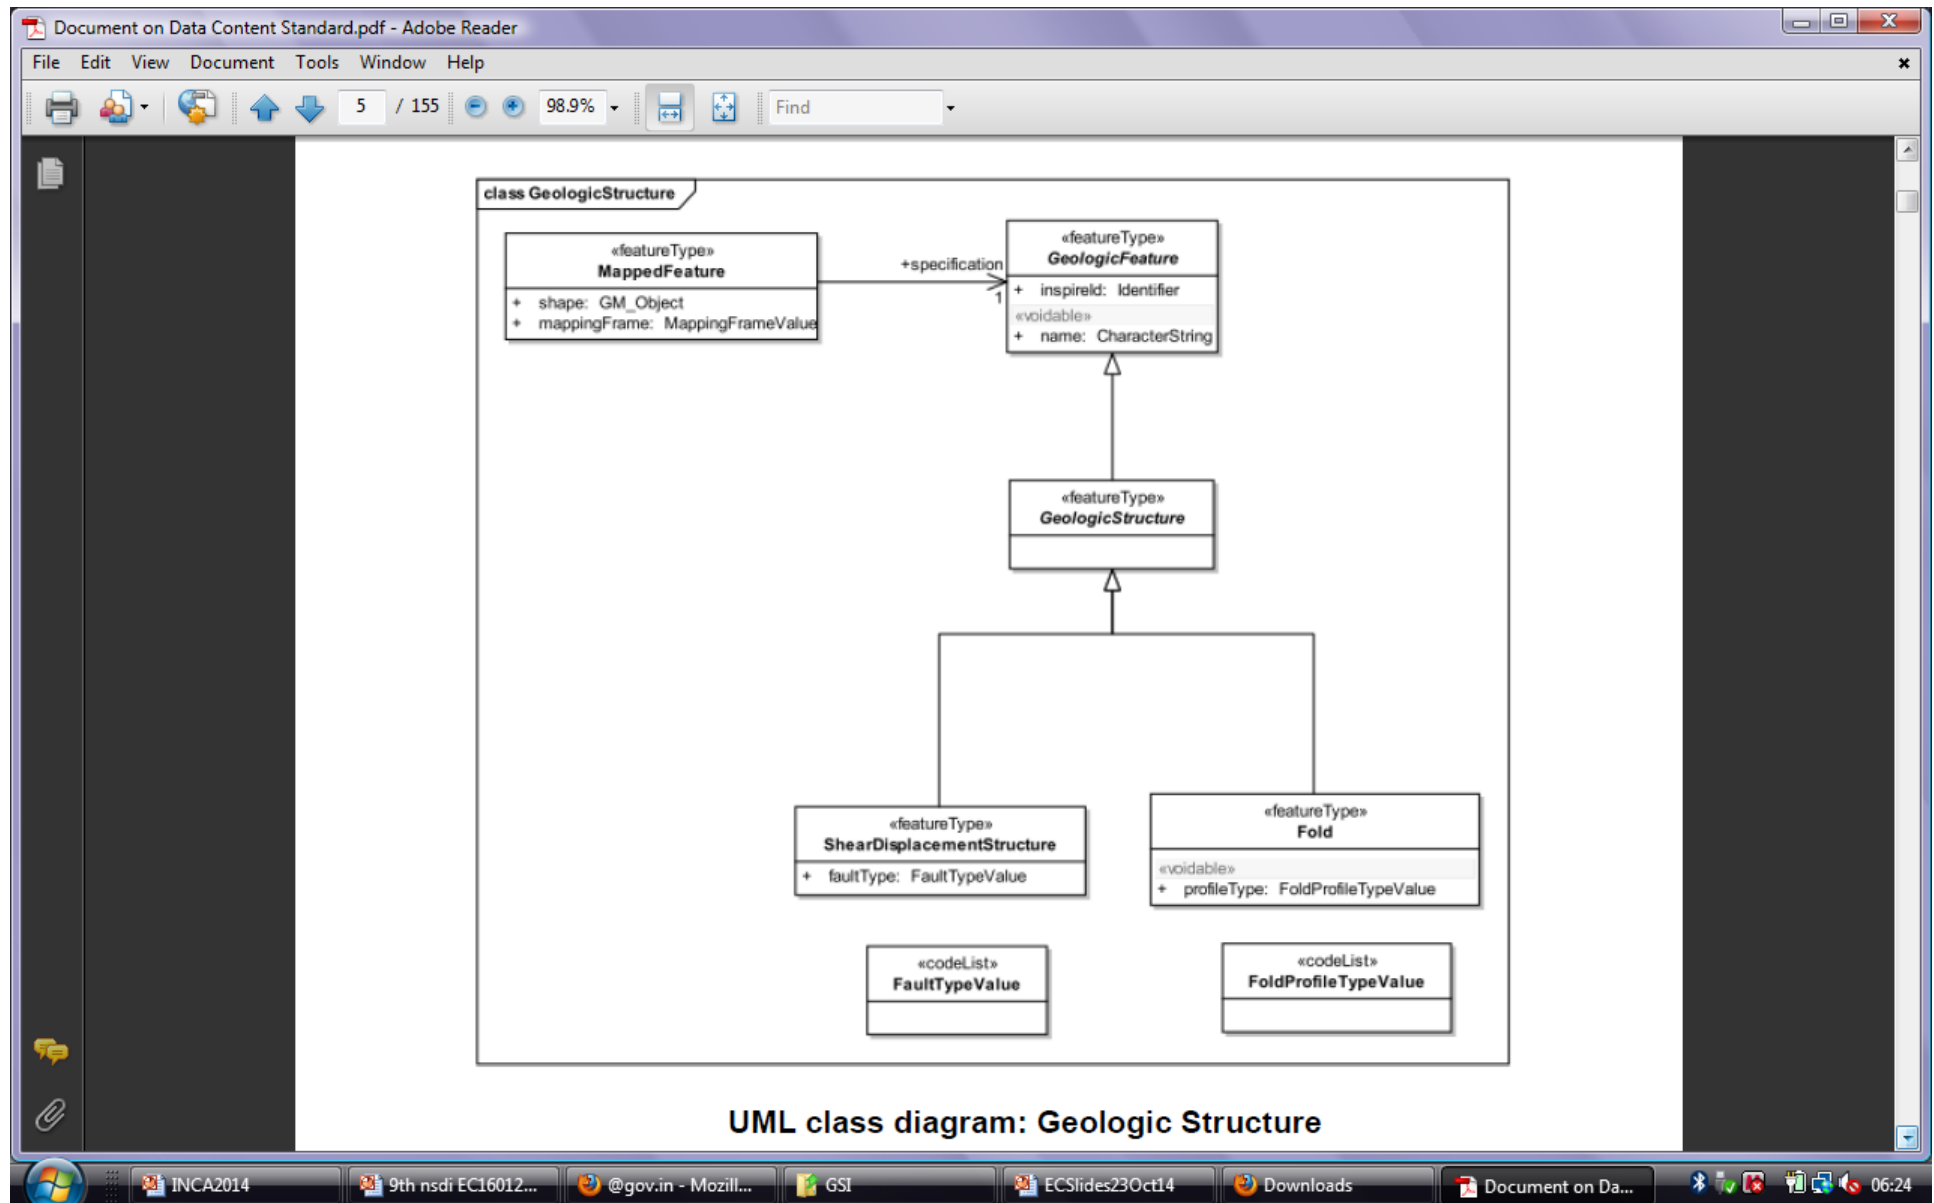 Document on Data Content Standard.pdf - Adobe Reader
File Edit View Document Tools Window Help
5 / 155 98.9% Find
class GeologicStructure
«featureType»
MappedFeature
+ shape: GM_Object
+ mappingFrame: MappingFrameValue
+specification
1
«featureType»
GeologicFeature
+ inspireId: Identifier
«voidable»
+ name: CharacterString
«featureType»
GeologicStructure
«featureType»
ShearDisplacementStructure
+ faultType: FaultTypeValue
«featureType»
Fold
«voidable»
+ profileType: FoldProfileTypeValue
«codeList»
FaultTypeValue
«codeList»
FoldProfileTypeValue
UML class diagram: Geologic Structure
INCA2014 9th nsdi EC16012... @gov.in - Mozill... GSI ECSlides23Oct14 Downloads Document on Da... 06:24